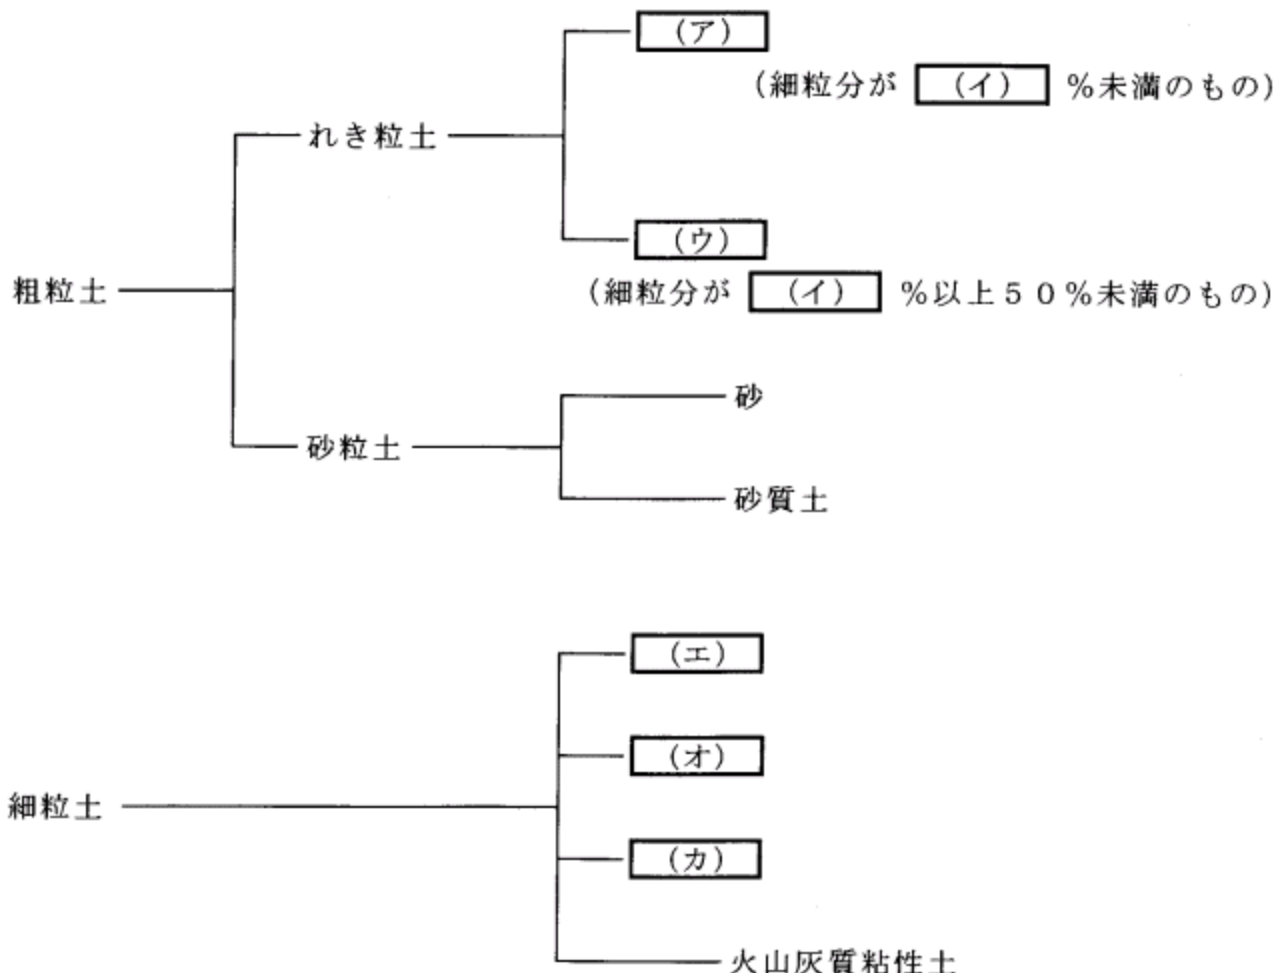 （ア）
（細粒分が （イ） ％未満のもの）
れき粒土
（ウ）
粗粒土
（細粒分が （イ） ％以上５０％未満のもの）
砂
砂粒土
砂質土
（エ）
（オ）
細粒土
（カ）
火山灰質粘性土